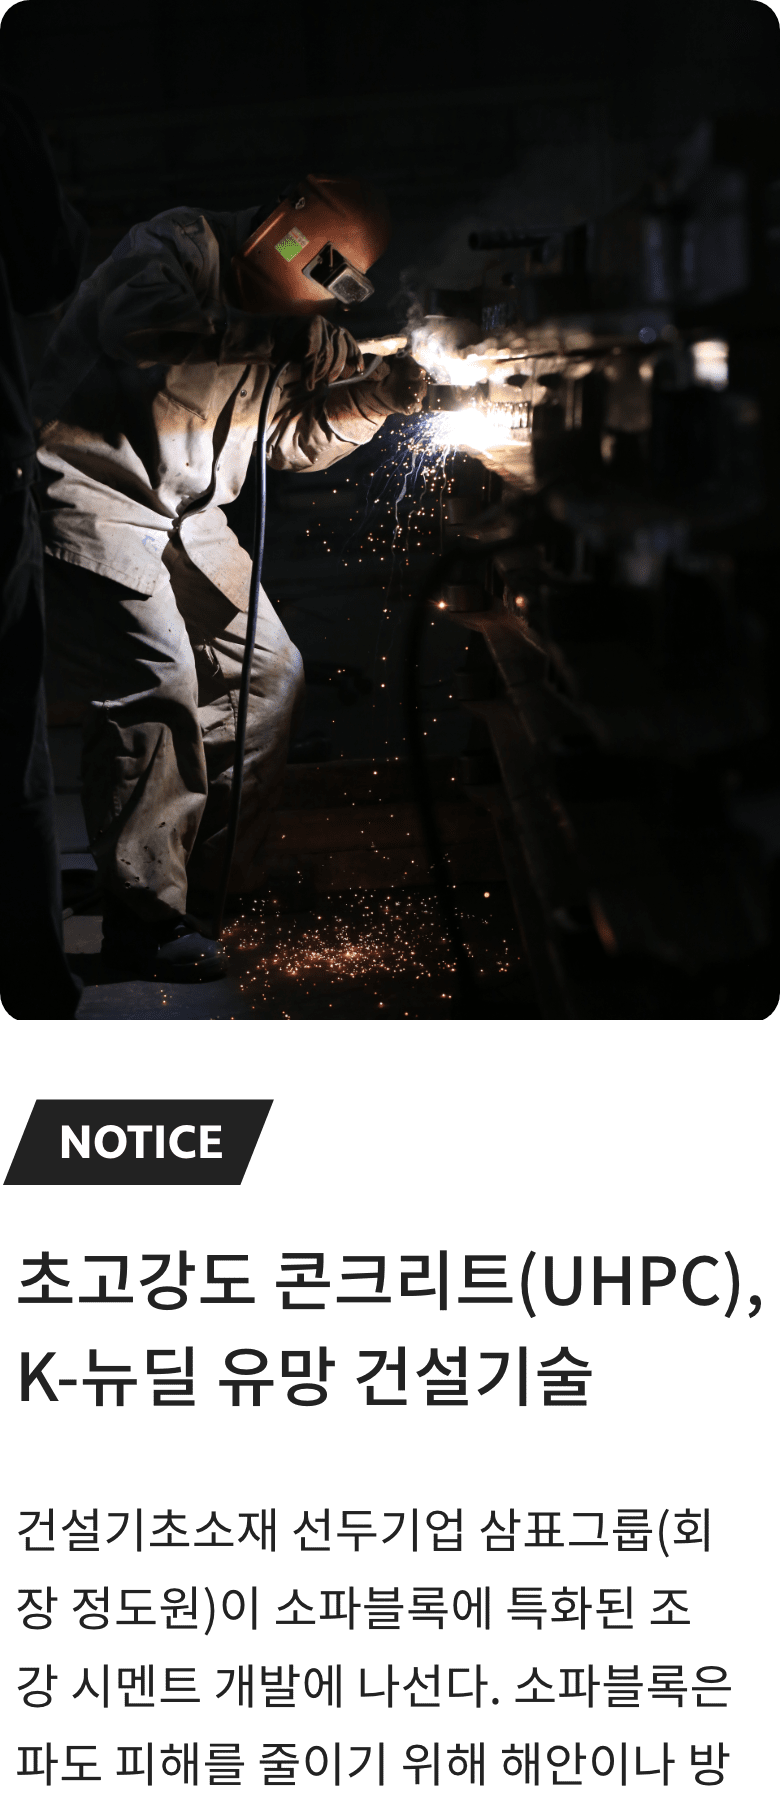 NOTICE
초고강도 콘크리트(UHPC),
K-뉴딜 유망 건설기술
건설기초소재 선두기업 삼표그룹(회
장 정도원)이 소파블록에 특화된 조
강 시멘트 개발에 나선다. 소파블록은
파도 피해를 줄이기 위해 해안이나 방